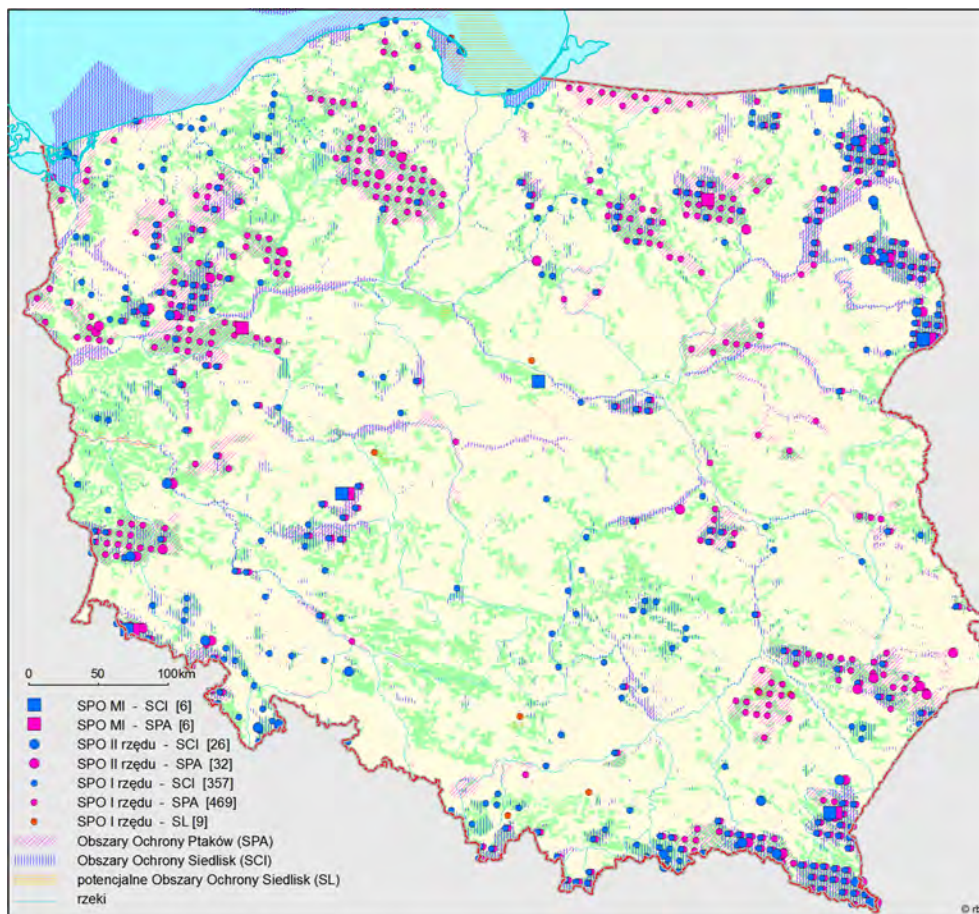 0 50 100km
SPO MI - SCI [6]
SPO MI - SPA [6]
SPO II rzędu - SCI [26]
SPO II rzędu - SPA [32]
SPO I rzędu - SCI [357]
SPO I rzędu - SPA [469]
SPO I rzędu - SL [9]
Obszary Ochrony Ptaków (SPA)
Obszary Ochrony Siedlisk (SCI)
potencjalne Obszary Ochrony Siedlisk (SL)
rzeki